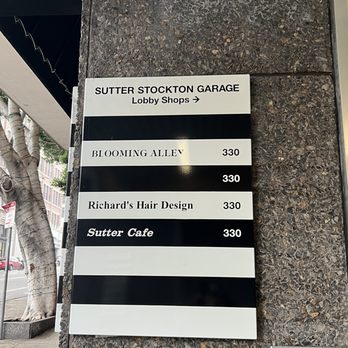 SUTTER STOCKTON GARAGE
Lobby Shops →
BLOOMING ALLEY 330
330
Richard's Hair Design 330
Sutter Cafe 330